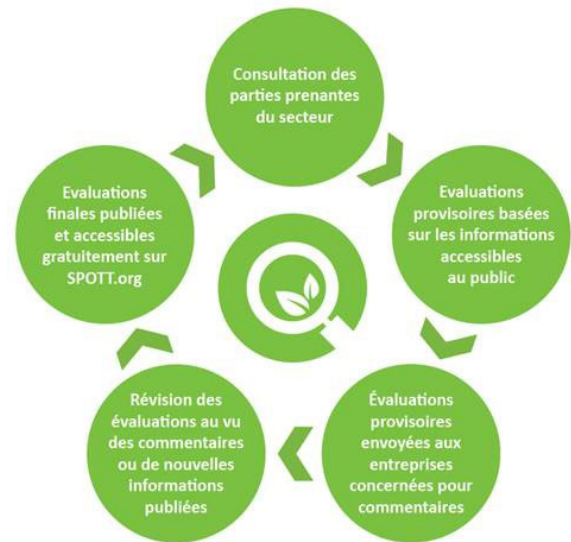 Consultation des
parties prenantes
du secteur
Evaluations
provisoires basées
sur les informations
accessibles
au public
Évaluations
provisoires
envoyées aux
entreprises
concernées pour
commentaires
Révision des
évaluations au vu
des commentaires
ou de nouvelles
informations
publiées
Evaluations
finales publiées
et accessibles
gratuitement sur
SPOTT.org